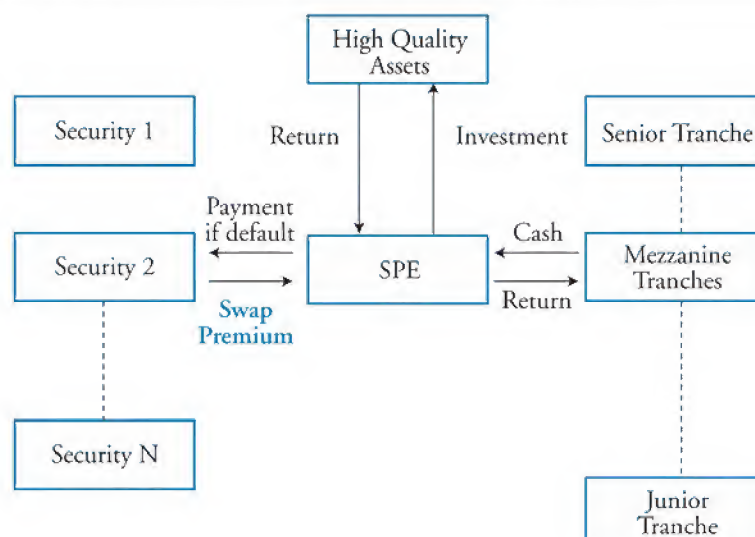 High Quality
Assets
Security 1
Return
Investment
Senior Tranche
Payment
if default
Cash
Security 2
SPE
Mezzanine
Tranches
Swap
Premium
Return
Security N
Junior
Tranche